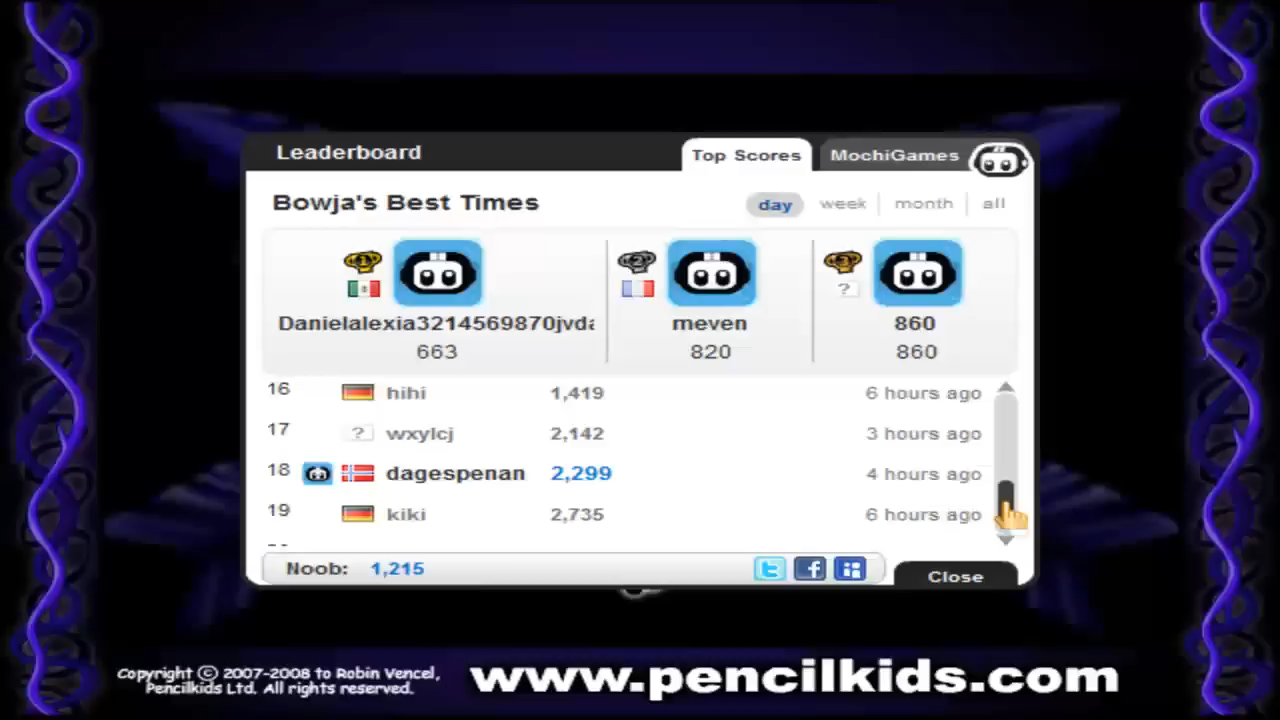 Leaderboard
Top Scores
MochiGames
Bowja's Best Times
day week month all
1 2 3
?
Danielalexia3214569870jvda meven 860
663 820 860
16 hihi 1,419 6 hours ago
17 ? wxylcj 2,142 3 hours ago
18 dagespenan 2,299 4 hours ago
19 kiki 2,735 6 hours ago
Noob: 1,215
Close
Copyright © 2007-2008 to Robin Vencel,
Pencilkids Ltd. All rights reserved.
www.pencilkids.com